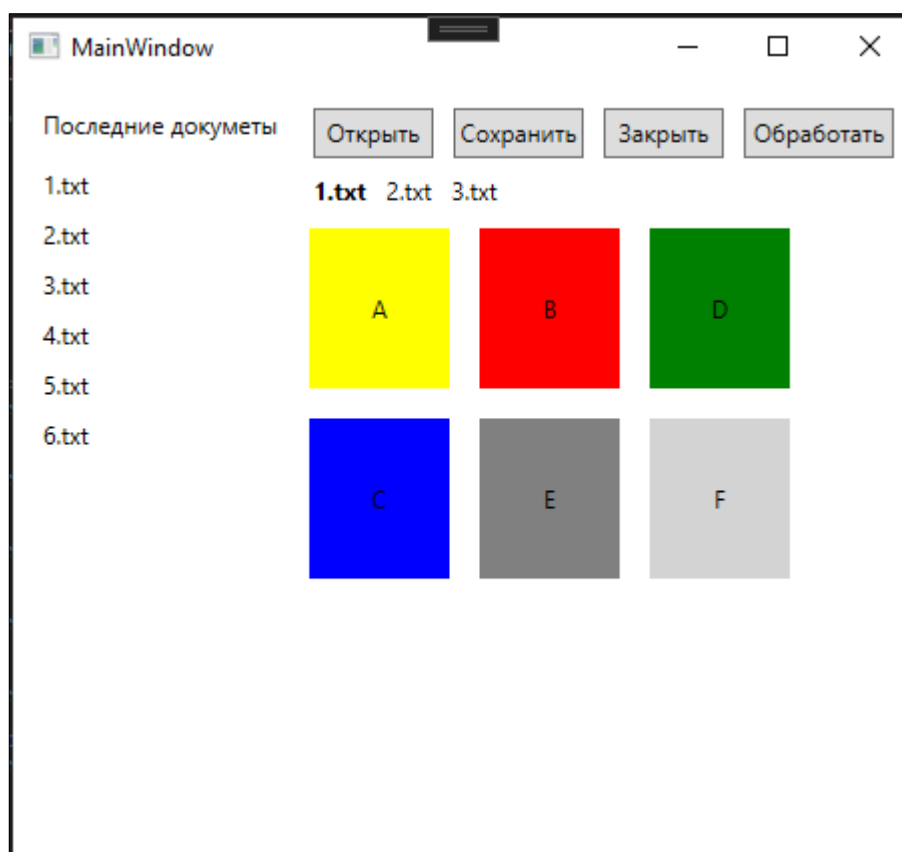 MainWindow
Последние докуметы
1.txt
2.txt
3.txt
4.txt
5.txt
6.txt
Открыть Сохранить Закрыть Обработать
1.txt 2.txt 3.txt
A B D
C E F